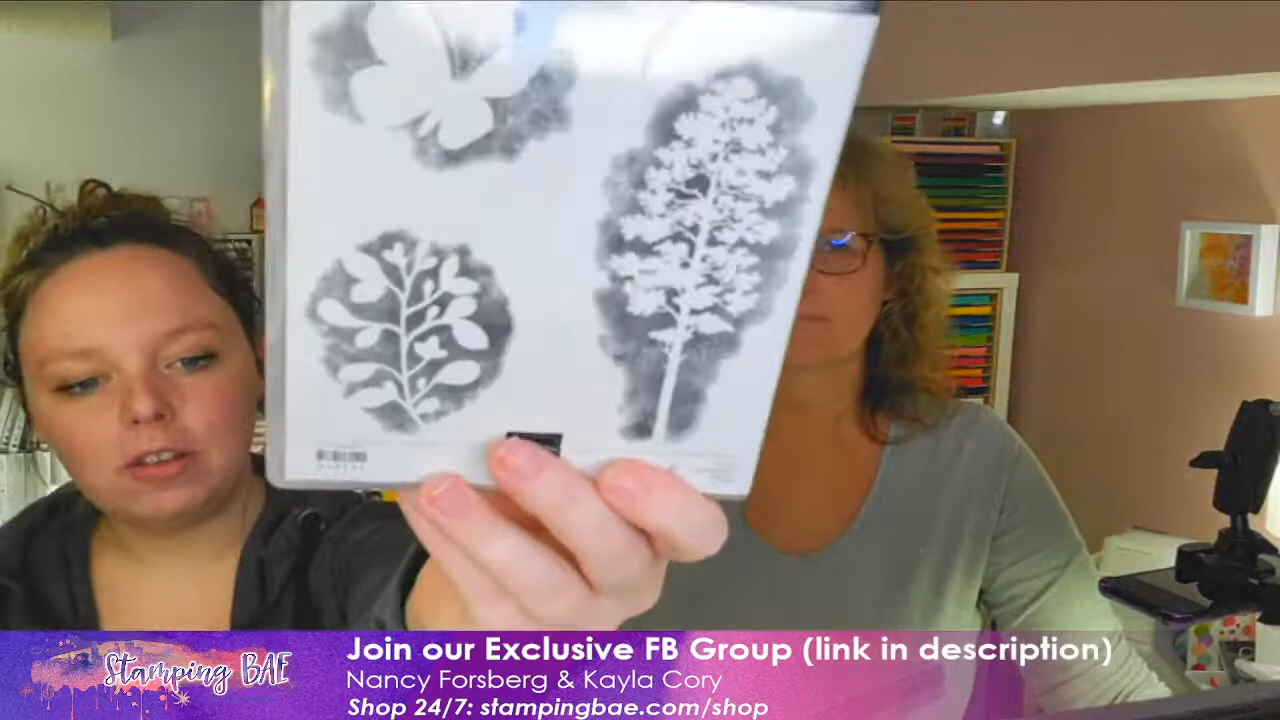 Stamping BAE
Join our Exclusive FB Group (link in description)
Nancy Forsberg & Kayla Cory
Shop 24/7: stampingbae.com/shop